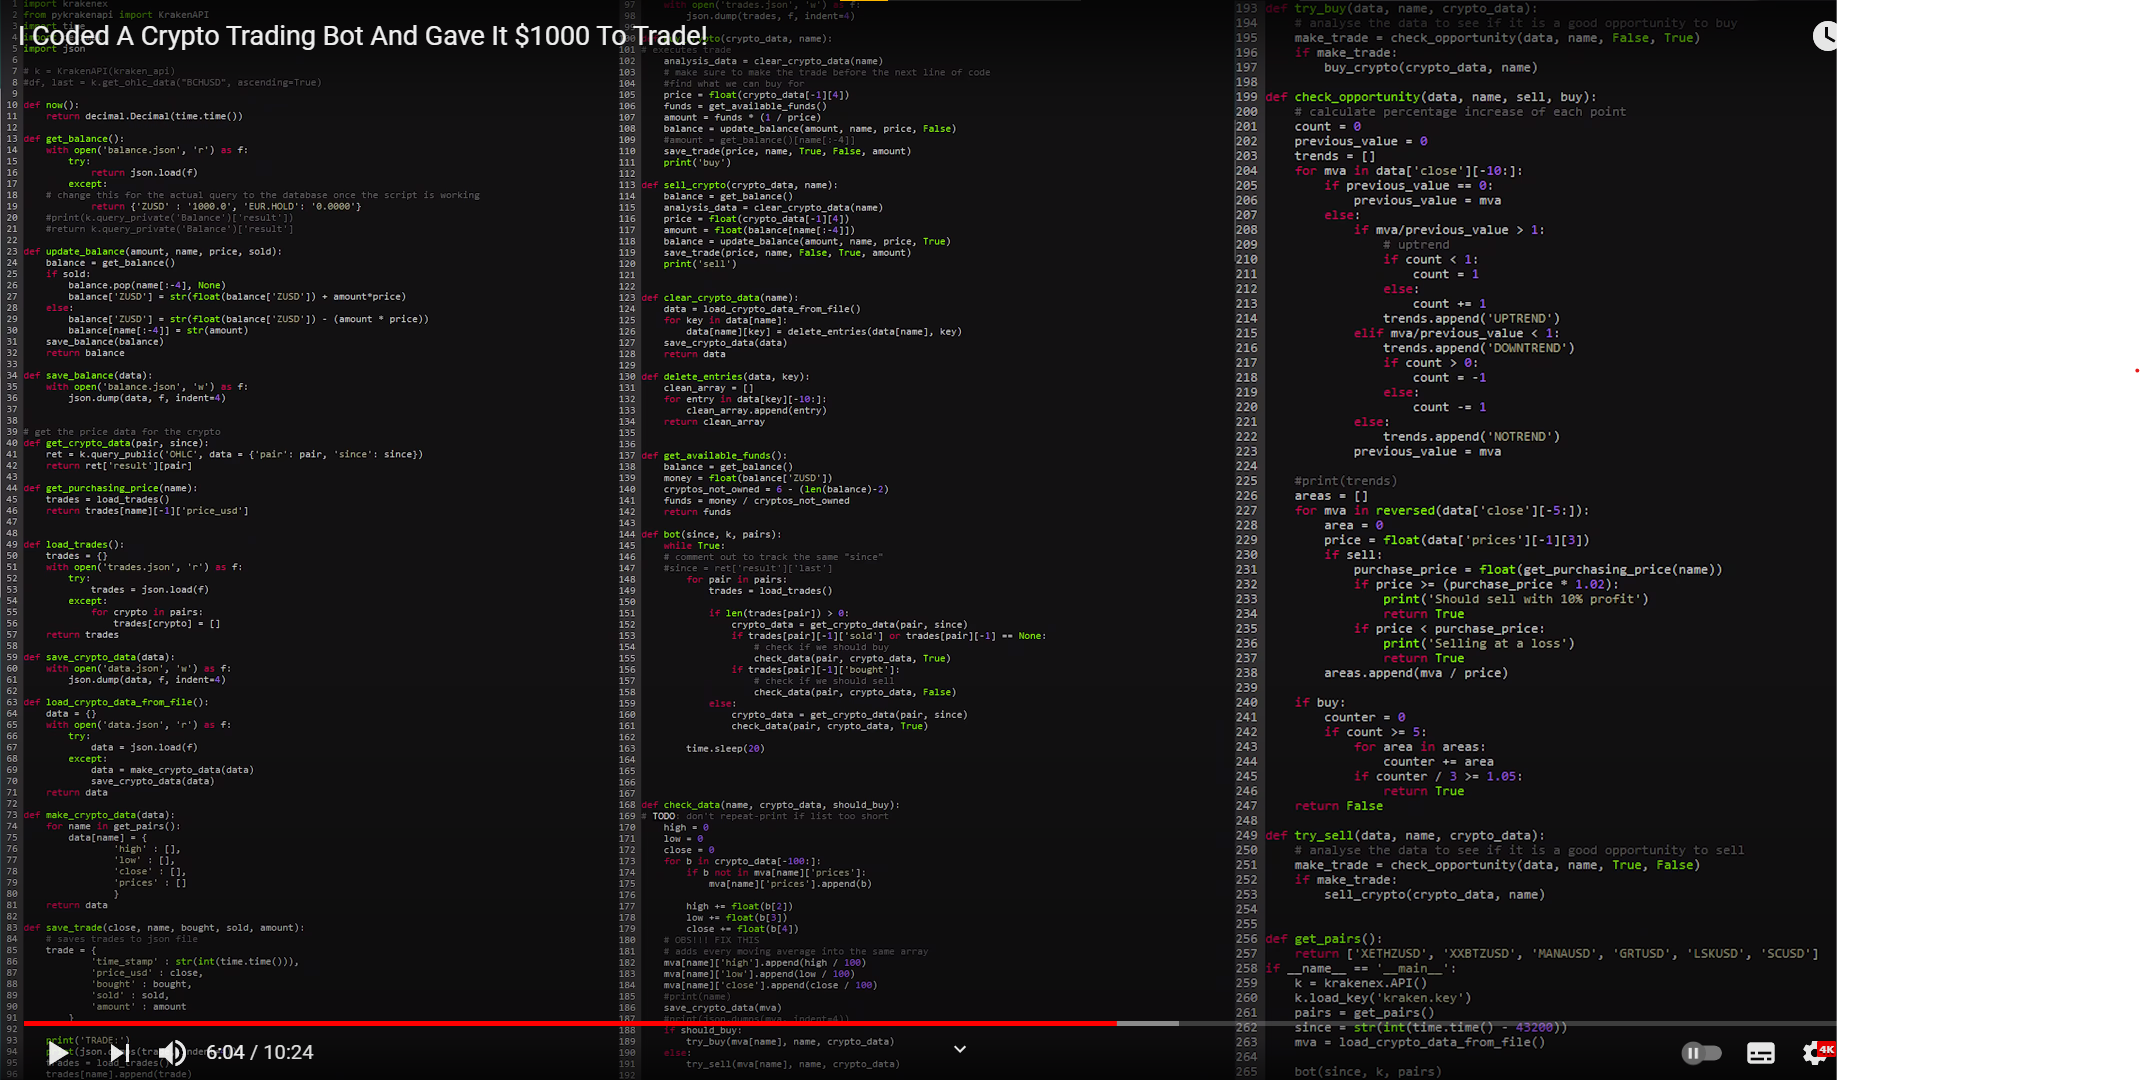 I Coded A Crypto Trading Bot And Gave It $1000 To Trade!
1 import krakenex
2 from pykrakenapi import KrakenAPI
5 import json
6
7 # k = KrakenAPI(kraken_api)
8 #df, last = k.get_ohlc_data("BCHUSD", ascending=True)
9
10 def now():
11 return decimal.Decimal(time.time())
12
13 def get_balance():
14 with open('balance.json', 'r') as f:
15 try:
16 return json.load(f)
17 except:
18 # change this for the actual query to the database once the script is working
19 return {'ZUSD' : '1000.0', 'EUR.HOLD': '0.0000'}
20 #print(k.query_private('Balance')['result'])
21 #return k.query_private('Balance')['result']
22
23 def update_balance(amount, name, price, sold):
24 balance = get_balance()
25 if sold:
26 balance.pop(name[:-4], None)
27 balance['ZUSD'] = str(float(balance['ZUSD']) + amount*price)
28 else:
29 balance['ZUSD'] = str(float(balance['ZUSD']) - (amount * price))
30 balance[name[:-4]] = str(amount)
31 save_balance(balance)
32 return balance
33
34 def save_balance(data):
35 with open('balance.json', 'w') as f:
36 json.dump(data, f, indent=4)
37
38
39 # get the price data for the crypto
40 def get_crypto_data(pair, since):
41 ret = k.query_public('OHLC', data = {'pair': pair, 'since': since})
42 return ret['result'][pair]
43
44 def get_purchasing_price(name):
45 trades = load_trades()
46 return trades[name][-1]['price_usd']
47
48
49 def load_trades():
50 trades = {}
51 with open('trades.json', 'r') as f:
52 try:
53 trades = json.load(f)
54 except:
55 for crypto in pairs:
56 trades[crypto] = []
57 return trades
58
59 def save_crypto_data(data):
60 with open('data.json', 'w') as f:
61 json.dump(data, f, indent=4)
62
63 def load_crypto_data_from_file():
64 data = {}
65 with open('data.json', 'r') as f:
66 try:
67 data = json.load(f)
68 except:
69 data = make_crypto_data(data)
70 save_crypto_data(data)
71 return data
72
73 def make_crypto_data(data):
74 for name in get_pairs():
75 data[name] = {
76 'high' : [],
77 'low' : [],
78 'close' : [],
79 'prices' : []
80 }
81 return data
82
83 def save_trade(close, name, bought, sold, amount):
84 # saves trades to json file
85 trade = {
86 'time_stamp' : str(int(time.time())),
87 'price_usd' : close,
88 'bought' : bought,
89 'sold' : sold,
90 'amount' : amount
91 }
92
93 print('TRADE:')
95 trades = load_trades()
96 trades[name].append(trade)
97 with open('trades.json', 'w') as f:
98 json.dump(trades, f, indent=4)
101 # executes trade
102 analysis_data = clear_crypto_data(name)
103 # make sure to make the trade before the next line of code
104 #find what we can buy for
105 price = float(crypto_data[-1][4])
106 funds = get_available_funds()
107 amount = funds * (1 / price)
108 balance = update_balance(amount, name, price, False)
109 #amount = get_balance()[name[:-4]]
110 save_trade(price, name, True, False, amount)
111 print('buy')
112
113 def sell_crypto(crypto_data, name):
114 balance = get_balance()
115 analysis_data = clear_crypto_data(name)
116 price = float(crypto_data[-1][4])
117 amount = float(balance[name[:-4]])
118 balance = update_balance(amount, name, price, True)
119 save_trade(price, name, False, True, amount)
120 print('sell')
121
122
123 def clear_crypto_data(name):
124 data = load_crypto_data_from_file()
125 for key in data[name]:
126 data[name][key] = delete_entries(data[name], key)
127 save_crypto_data(data)
128 return data
129
130 def delete_entries(data, key):
131 clean_array = []
132 for entry in data[key][-10:]:
133 clean_array.append(entry)
134 return clean_array
135
136
137 def get_available_funds():
138 balance = get_balance()
139 money = float(balance['ZUSD'])
140 cryptos_not_owned = 6 - (len(balance)-2)
141 funds = money / cryptos_not_owned
142 return funds
143
144 def bot(since, k, pairs):
145 while True:
146 # comment out to track the same "since"
147 #since = ret['result']['last']
148 for pair in pairs:
149 trades = load_trades()
150
151 if len(trades[pair]) > 0:
152 crypto_data = get_crypto_data(pair, since)
153 if trades[pair][-1]['sold'] or trades[pair][-1] == None:
154 # check if we should buy
155 check_data(pair, crypto_data, True)
156 if trades[pair][-1]['bought']:
157 # check if we should sell
158 check_data(pair, crypto_data, False)
159 else:
160 crypto_data = get_crypto_data(pair, since)
161 check_data(pair, crypto_data, True)
162
163 time.sleep(20)
164
165
166
167
168 def check_data(name, crypto_data, should_buy):
169 # TODO: don't repeat-print if list too short
170 high = 0
171 low = 0
172 close = 0
173 for b in crypto_data[-100:]:
174 if b not in mva[name]['prices']:
175 mva[name]['prices'].append(b)
176
177 high += float(b[2])
178 low += float(b[3])
179 close += float(b[4])
180 # OBS!!! FIX THIS
181 # adds every moving average into the same array
182 mva[name]['high'].append(high / 100)
183 mva[name]['low'].append(low / 100)
184 mva[name]['close'].append(close / 100)
185 #print(name)
186 save_crypto_data(mva)
187 #print(json.dumps(mva, indent=4))
188 if should_buy:
189 try_buy(mva[name], name, crypto_data)
190 else:
191 try_sell(mva[name], name, crypto_data)
192
193 def try_buy(data, name, crypto_data):
194 # analyse the data to see if it is a good opportunity to buy
195 make_trade = check_opportunity(data, name, False, True)
196 if make_trade:
197 buy_crypto(crypto_data, name)
198
199 def check_opportunity(data, name, sell, buy):
200 # calculate percentage increase of each point
201 count = 0
202 previous_value = 0
203 trends = []
204 for mva in data['close'][-10:]:
205 if previous_value == 0:
206 previous_value = mva
207 else:
208 if mva/previous_value > 1:
209 # uptrend
210 if count < 1:
211 count = 1
212 else:
213 count += 1
214 trends.append('UPTREND')
215 elif mva/previous_value < 1:
216 trends.append('DOWNTREND')
217 if count > 0:
218 count = -1
219 else:
220 count -= 1
221 else:
222 trends.append('NOTREND')
223 previous_value = mva
224
225 #print(trends)
226 areas = []
227 for mva in reversed(data['close'][-5:]):
228 area = 0
229 price = float(data['prices'][-1][3])
230 if sell:
231 purchase_price = float(get_purchasing_price(name))
232 if price >= (purchase_price * 1.02):
233 print('Should sell with 10% profit')
234 return True
235 if price < purchase_price:
236 print('Selling at a loss')
237 return True
238 areas.append(mva / price)
239
240 if buy:
241 counter = 0
242 if count >= 5:
243 for area in areas:
244 counter += area
245 if counter / 3 >= 1.05:
246 return True
247 return False
248
249 def try_sell(data, name, crypto_data):
250 # analyse the data to see if it is a good opportunity to sell
251 make_trade = check_opportunity(data, name, True, False)
252 if make_trade:
253 sell_crypto(crypto_data, name)
254
255
256 def get_pairs():
257 return ['XETHZUSD', 'XXBTZUSD', 'MANAUSD', 'GRTUSD', 'LSKUSD', 'SCUSD']
258 if __name__ == '__main__':
259 k = krakenex.API()
260 k.load_key('kraken.key')
261 pairs = get_pairs()
262 since = str(int(time.time() - 43200))
263 mva = load_crypto_data_from_file()
264
265 bot(since, k, pairs)
6:04 / 10:24
4K